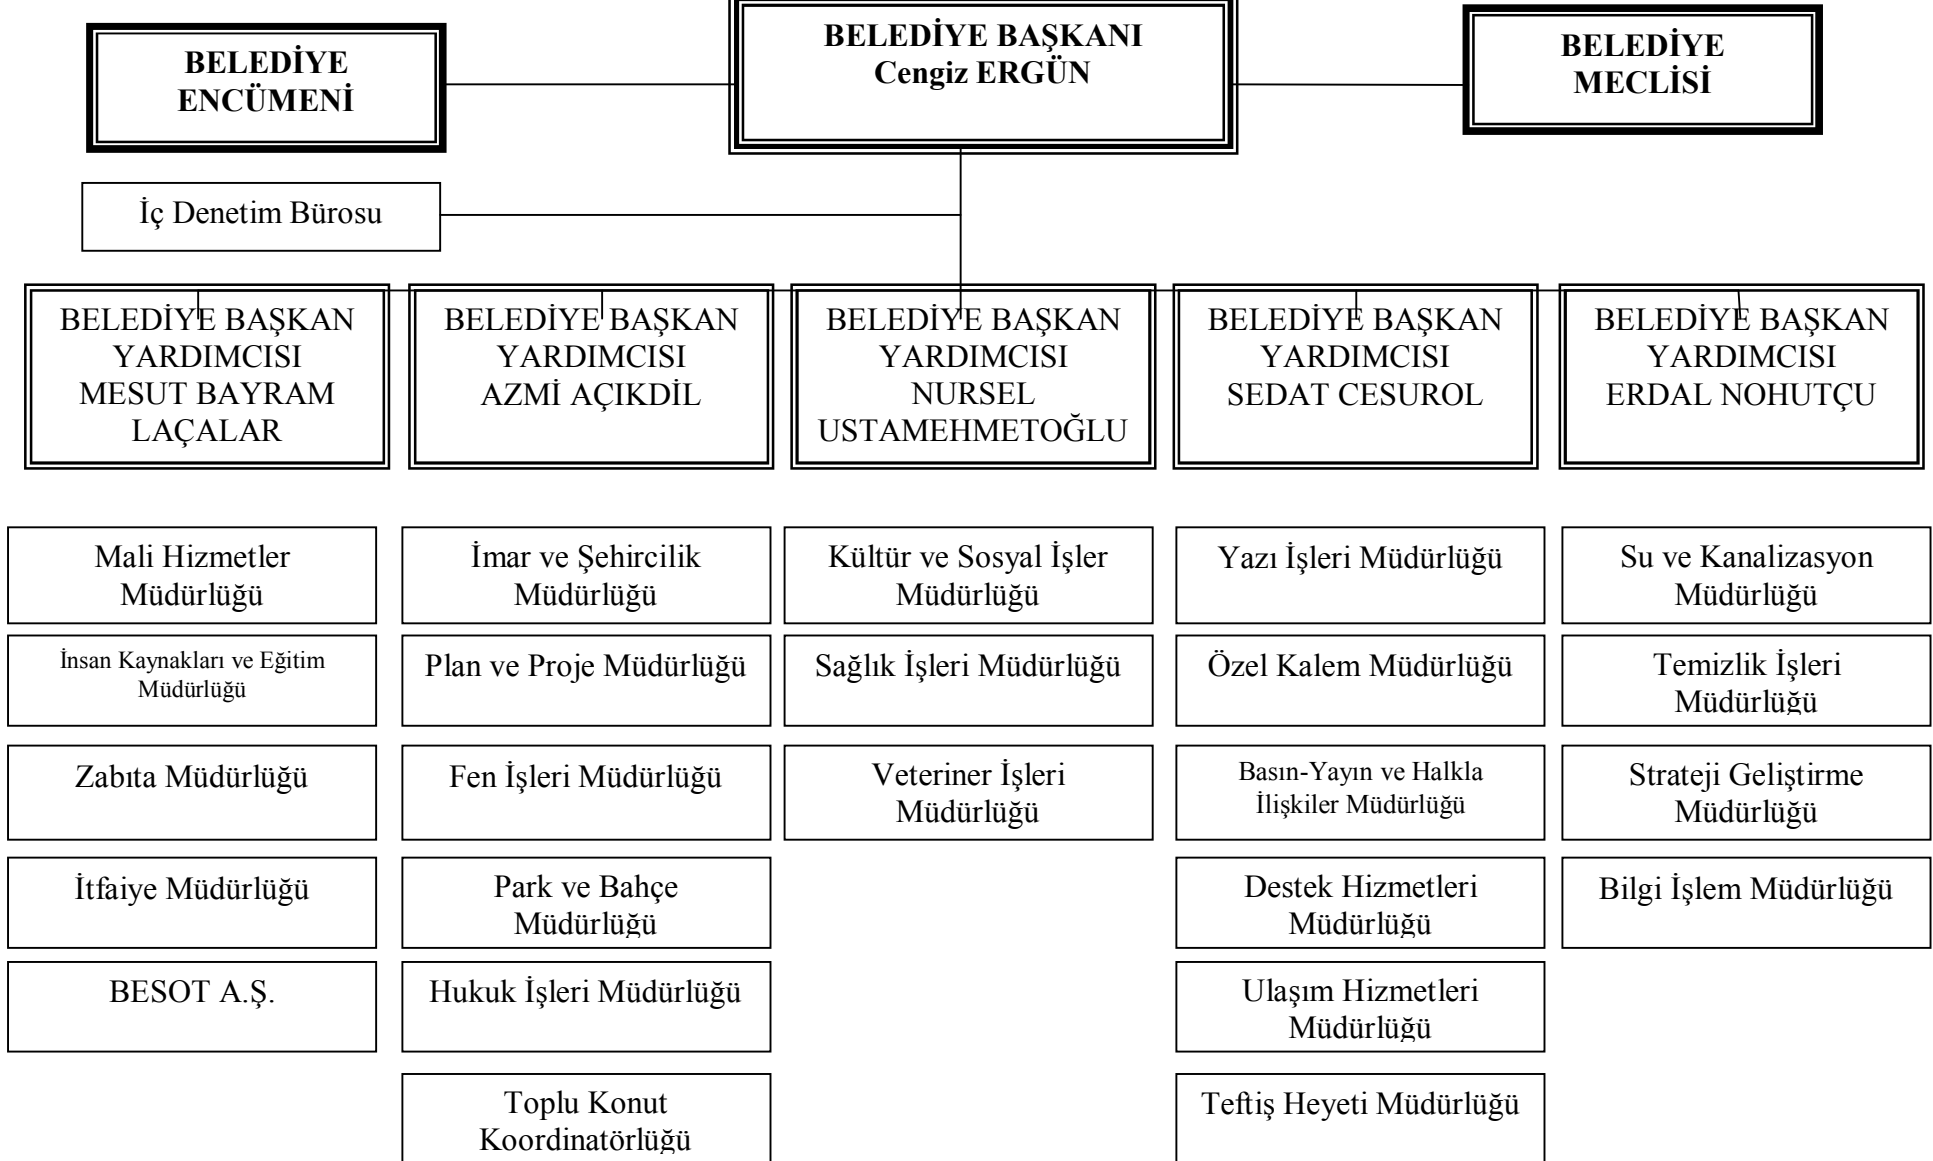 BELEDİYE
ENCÜMENİ
BELEDİYE BAŞKANI
Cengiz ERGÜN
BELEDİYE
MECLİSİ
İç Denetim Bürosu
BELEDİYE BAŞKAN
YARDIMCISI
MESUT BAYRAM
LAÇALAR
BELEDİYE BAŞKAN
YARDIMCISI
AZMİ AÇIKDİL
BELEDİYE BAŞKAN
YARDIMCISI
NURSEL
USTAMEHMETOĞLU
BELEDİYE BAŞKAN
YARDIMCISI
SEDAT CESUROL
BELEDİYE BAŞKAN
YARDIMCISI
ERDAL NOHUTÇU
Mali Hizmetler
Müdürlüğü
İmar ve Şehircilik
Müdürlüğü
Kültür ve Sosyal İşler
Müdürlüğü
Yazı İşleri Müdürlüğü
Su ve Kanalizasyon
Müdürlüğü
İnsan Kaynakları ve Eğitim
Müdürlüğü
Plan ve Proje Müdürlüğü
Sağlık İşleri Müdürlüğü
Özel Kalem Müdürlüğü
Temizlik İşleri
Müdürlüğü
Zabıta Müdürlüğü
Fen İşleri Müdürlüğü
Veteriner İşleri
Müdürlüğü
Basın-Yayın ve Halkla
İlişkiler Müdürlüğü
Strateji Geliştirme
Müdürlüğü
İtfaiye Müdürlüğü
Park ve Bahçe
Müdürlüğü
Destek Hizmetleri
Müdürlüğü
Bilgi İşlem Müdürlüğü
BESOT A.Ş.
Hukuk İşleri Müdürlüğü
Ulaşım Hizmetleri
Müdürlüğü
Toplu Konut
Koordinatörlüğü
Teftiş Heyeti Müdürlüğü